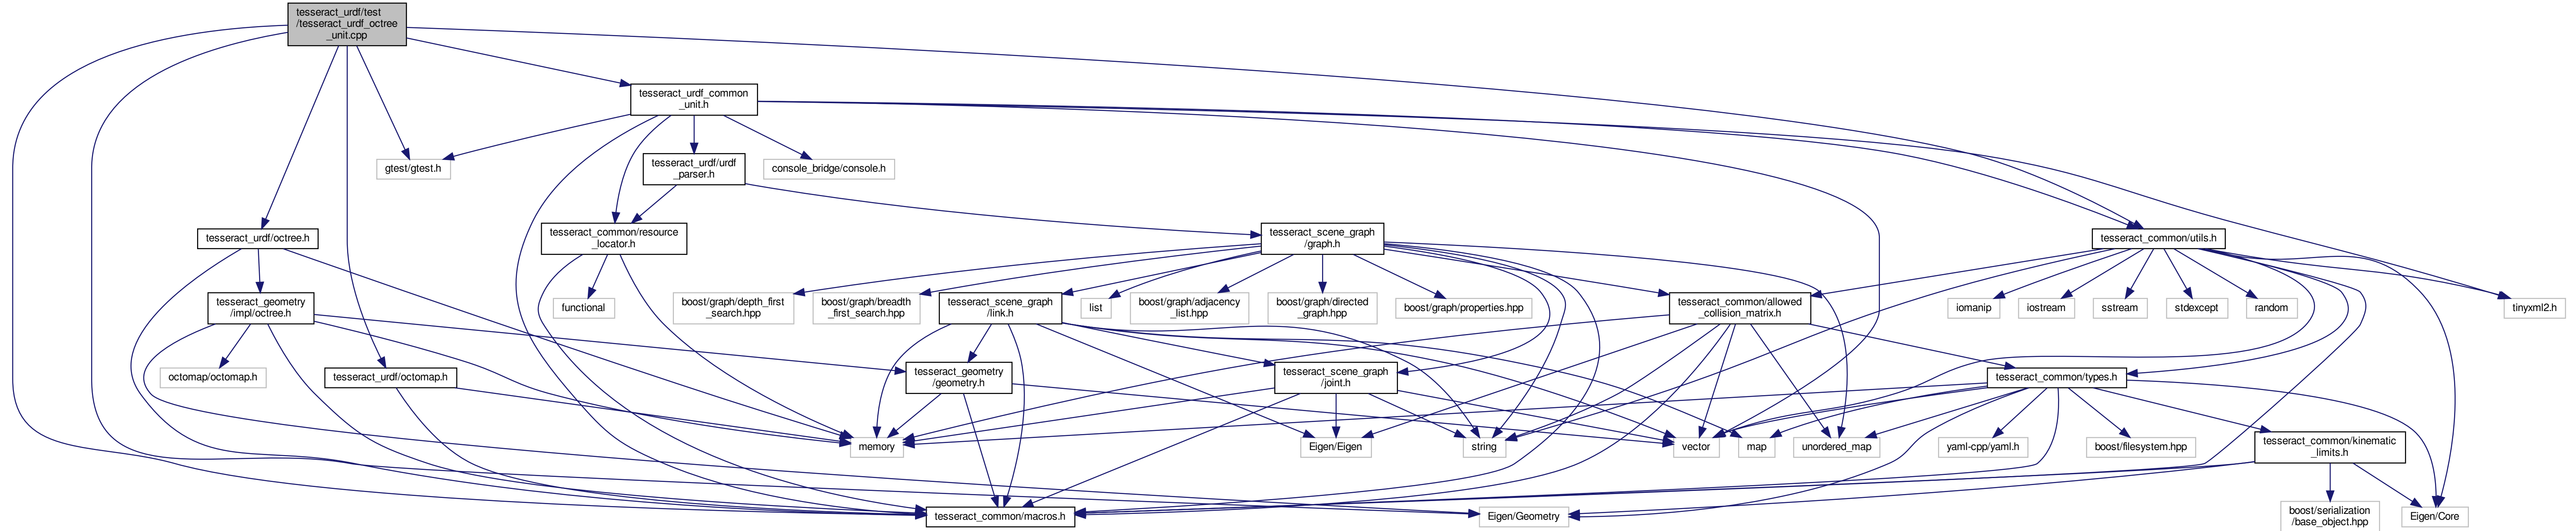 tesseract_urdf/test
/tesseract_urdf_octree
_unit.cpp
tesseract_urdf_common
_unit.h
gtest/gtest.h
tesseract_urdf/urdf
_parser.h
console_bridge/console.h
tesseract_urdf/octree.h
tesseract_common/resource
_locator.h
tesseract_scene_graph
/graph.h
tesseract_common/utils.h
tesseract_geometry
/impl/octree.h
functional
boost/graph/depth_first
_search.hpp
boost/graph/breadth
_first_search.hpp
tesseract_scene_graph
/link.h
list
boost/graph/adjacency
_list.hpp
boost/graph/directed
_graph.hpp
boost/graph/properties.hpp
tesseract_common/allowed
_collision_matrix.h
iomanip
iostream
sstream
stdexcept
random
tinyxml2.h
octomap/octomap.h
tesseract_urdf/octomap.h
tesseract_geometry
/geometry.h
tesseract_scene_graph
/joint.h
tesseract_common/types.h
memory
Eigen/Eigen
string
vector
map
unordered_map
yaml-cpp/yaml.h
boost/filesystem.hpp
tesseract_common/kinematic
_limits.h
tesseract_common/macros.h
Eigen/Geometry
boost/serialization
/base_object.hpp
Eigen/Core